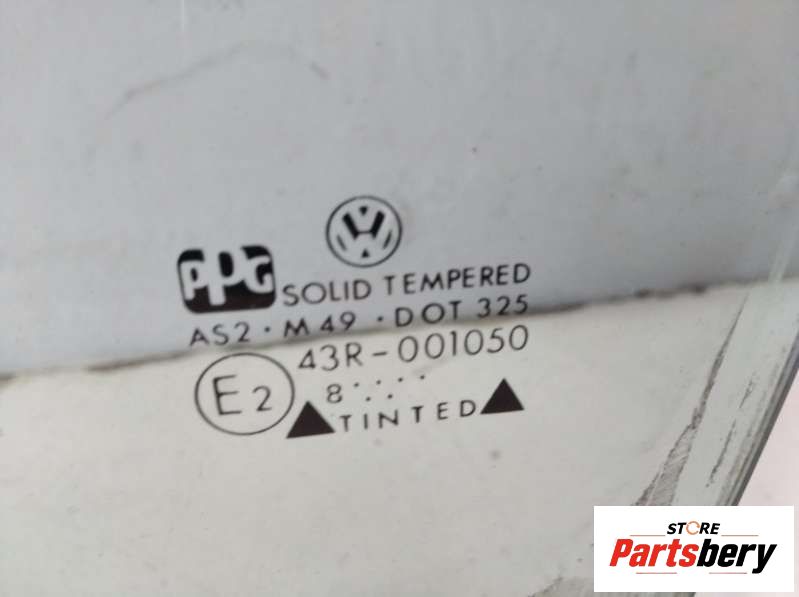 PPG SOLID TEMPERED
AS2 · M49 · DOT 325
E2 43R-001050
8 ·.:.:
TINTED
STORE
Partsbery